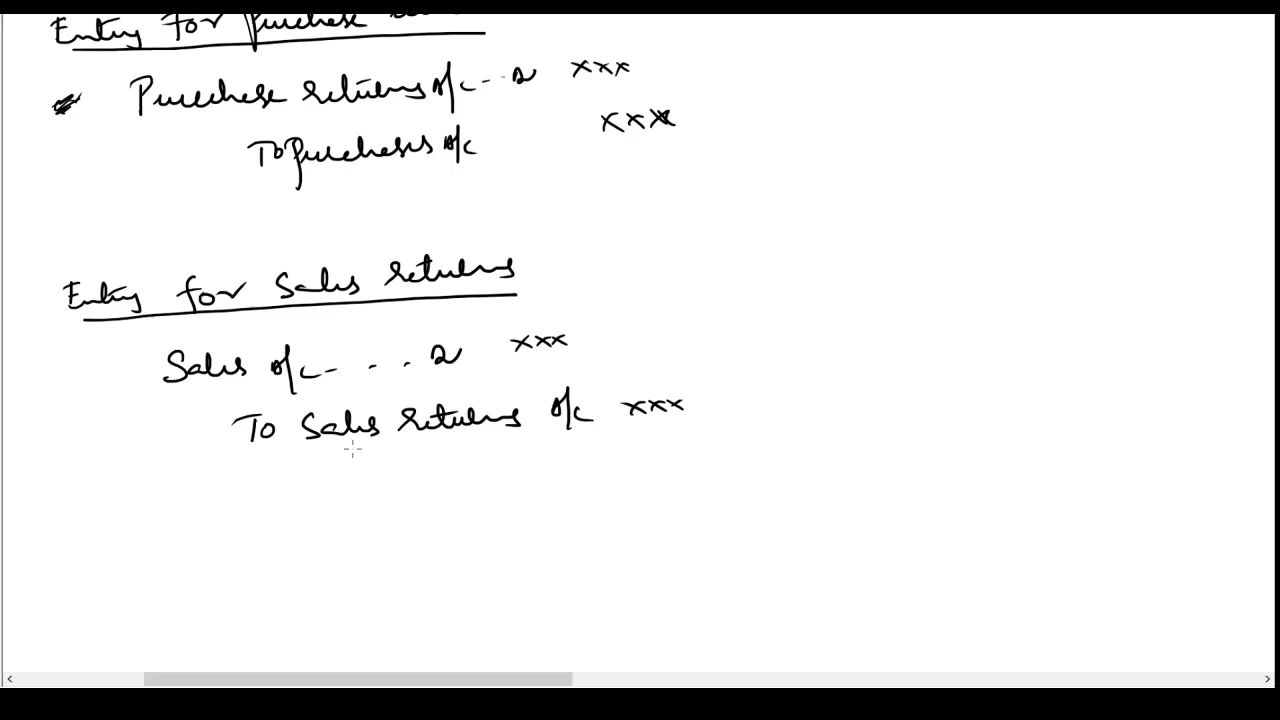 Entry for purchase
Purchase returns A/c - - - Dr xxx
To purchases A/c xxx
Entry for Sales returns
Sales A/c - - - Dr xxx
To Sales returns A/c xxx